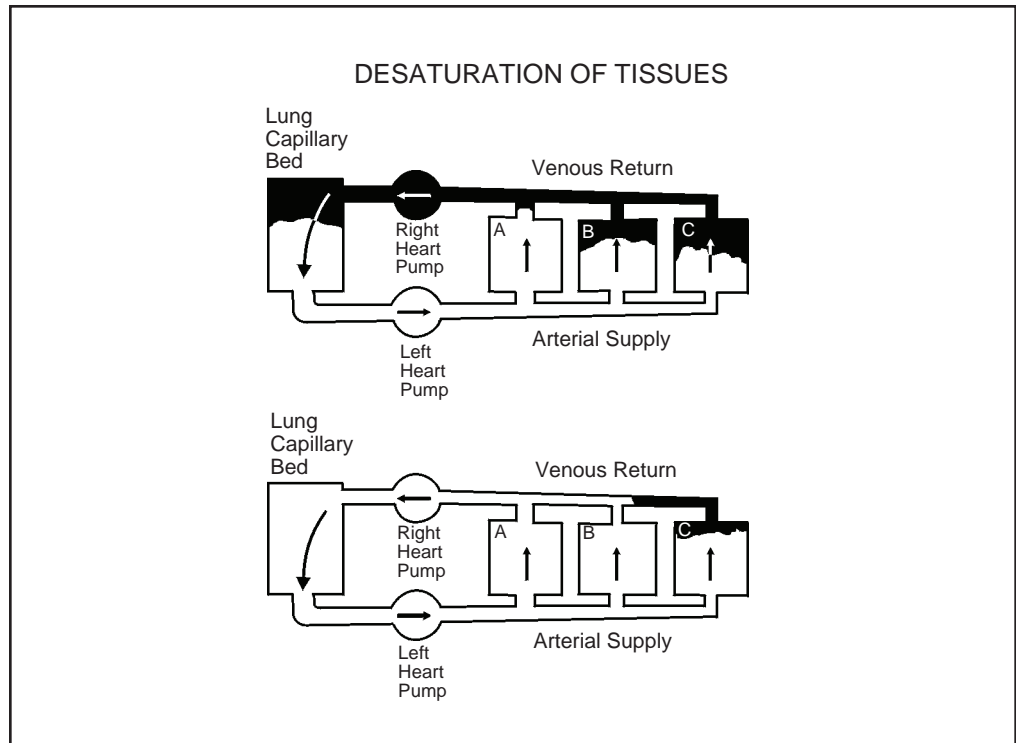 DESATURATION OF TISSUES
Lung
Capillary
Bed
Venous Return
A
B
C
Right
Heart
Pump
Arterial Supply
Left
Heart
Pump
Lung
Capillary
Bed
Venous Return
A
B
C
Right
Heart
Pump
Arterial Supply
Left
Heart
Pump